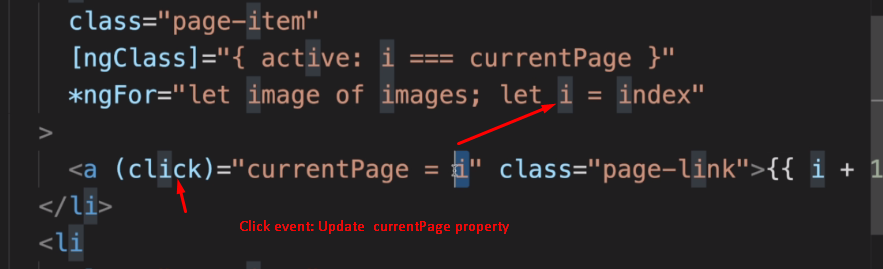 class="page-item"
[ngClass]="{ active: i === currentPage }"
*ngFor="let image of images; let i = index"
>
<a (click)="currentPage = i" class="page-link">{{ i + 1
Click event: Update  currentPage property
</li>
<li